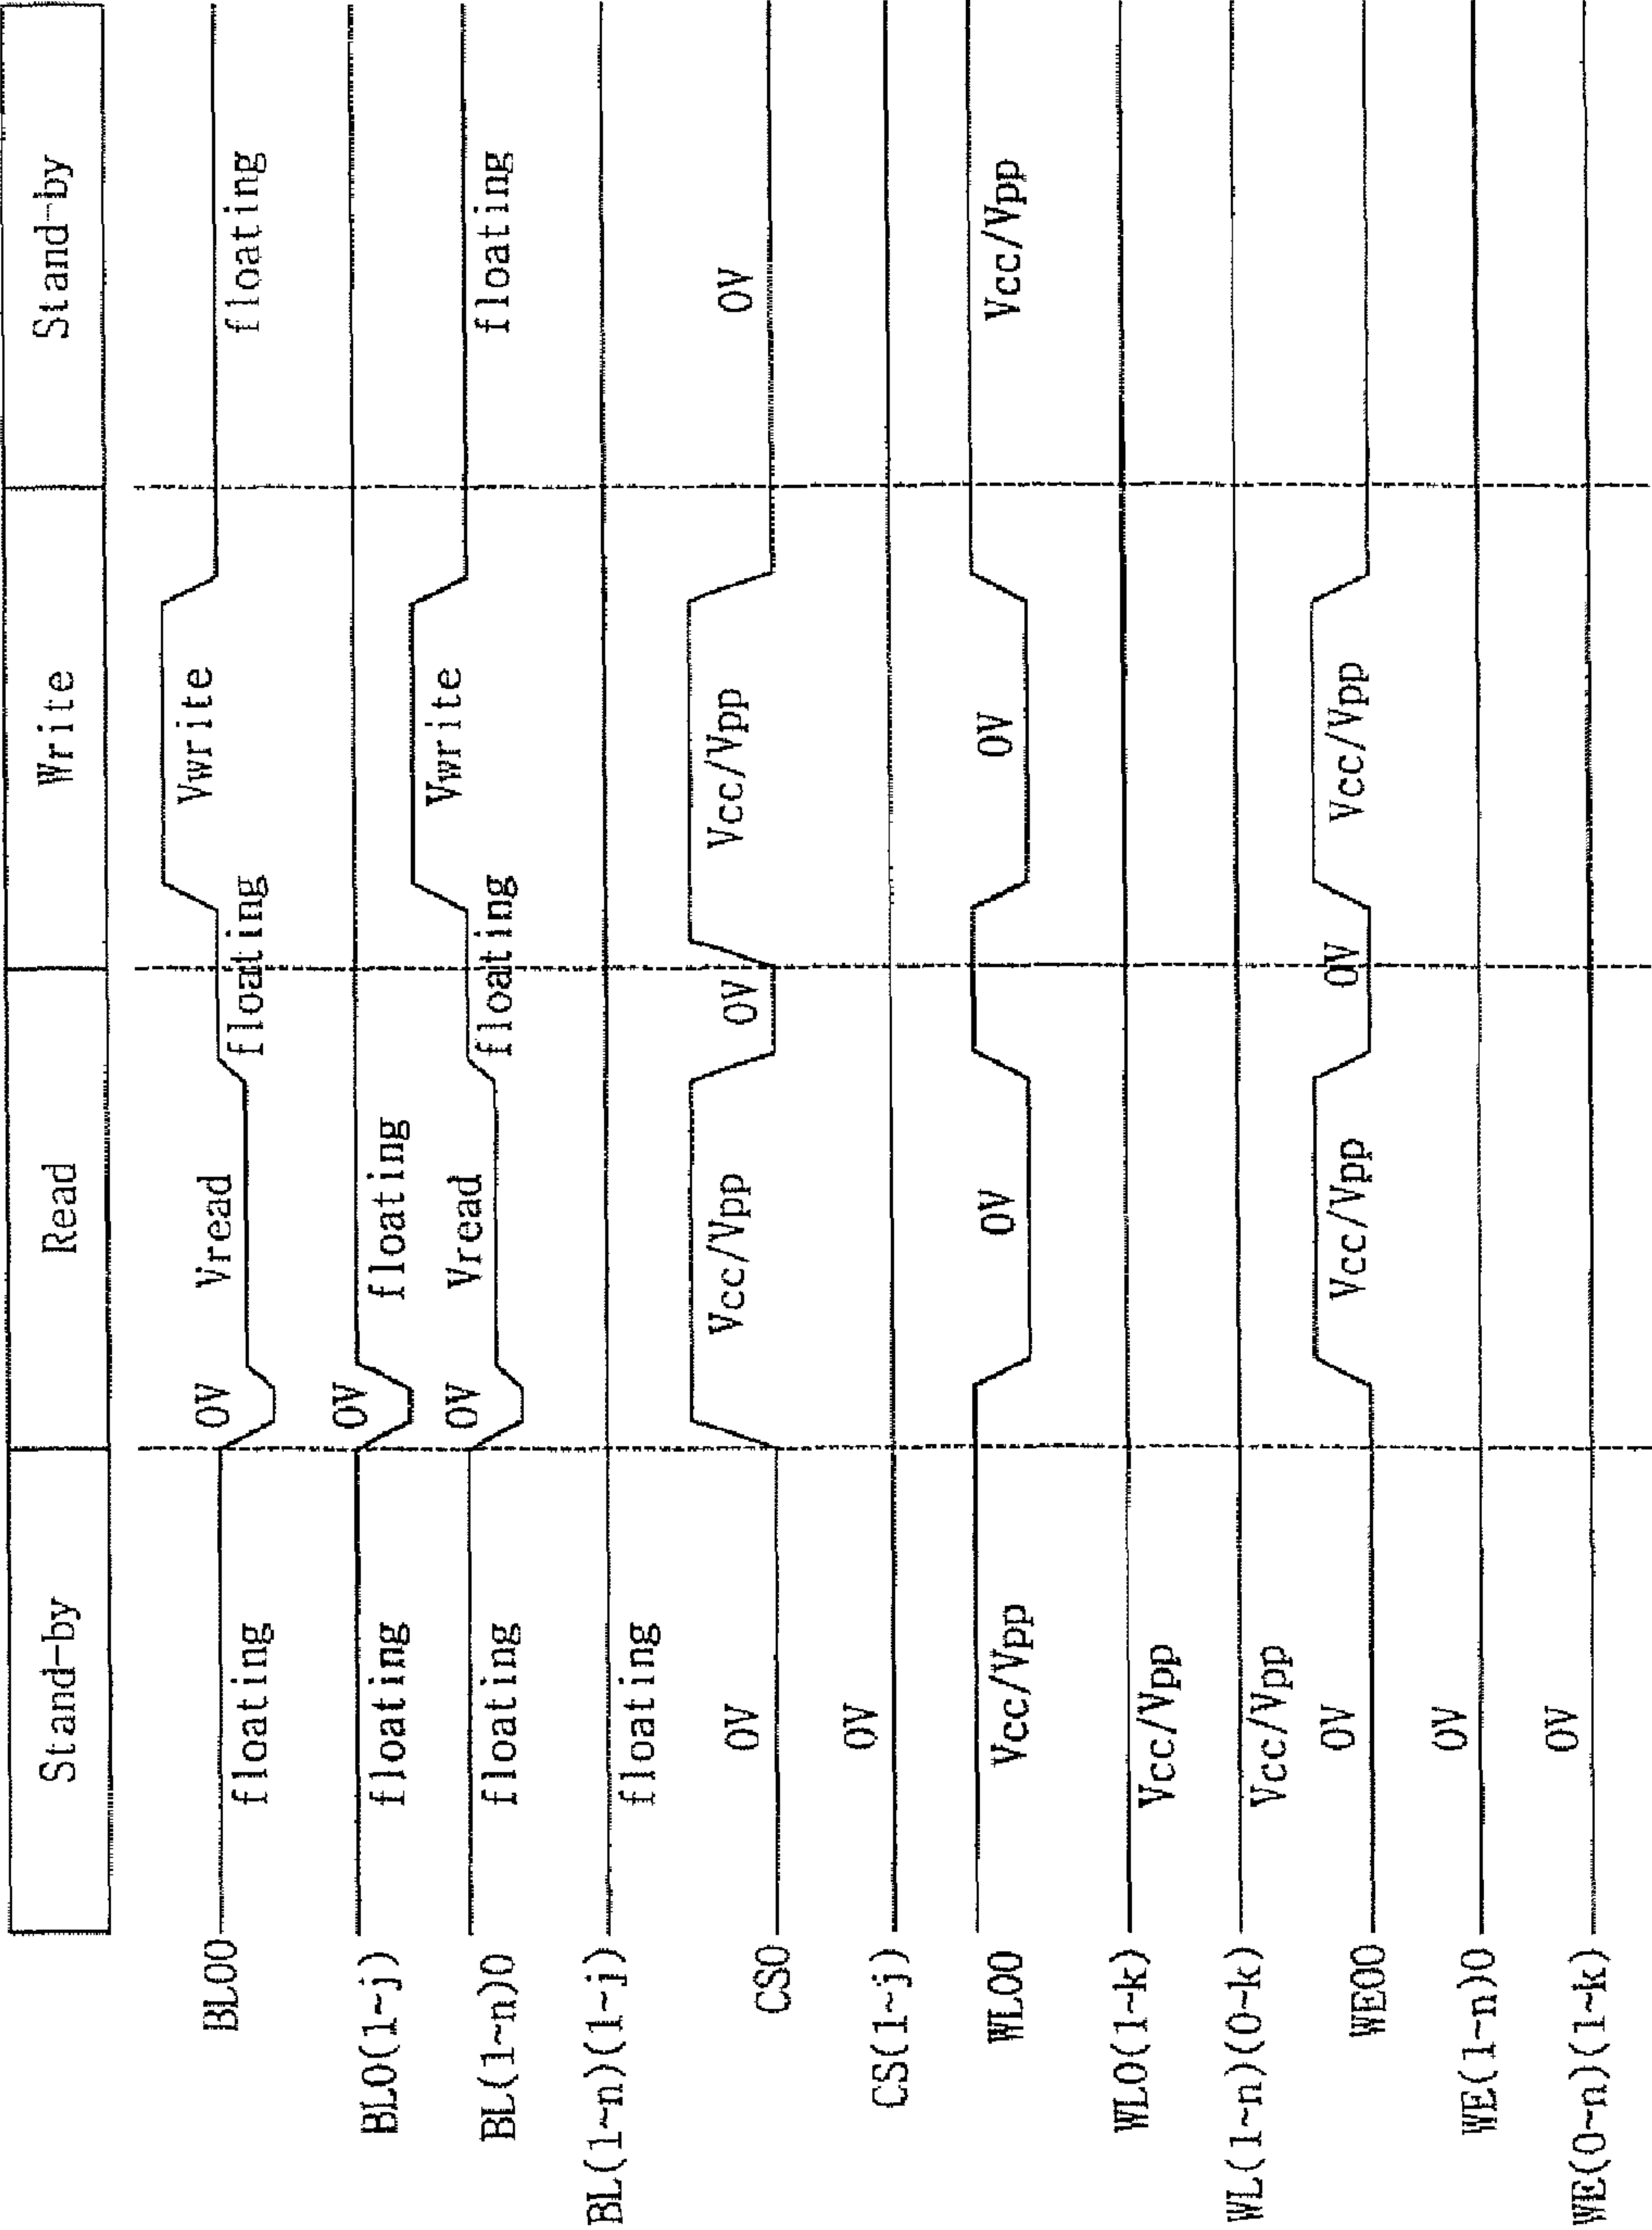 Stand-by Read Write Stand-by
BL00 floating 0V Vread floating Vwrite floating
BL0(1~j) floating 0V floating
BL(1~n)0 floating 0V Vread floating Vwrite floating
BL(1~n)(1~j) floating
CS0 0V Vcc/Vpp 0V Vcc/Vpp 0V
CS(1~j) 0V
WL00 Vcc/Vpp 0V 0V Vcc/Vpp
WL0(1~k) Vcc/Vpp
WL(1~n)(0~k) Vcc/Vpp
WE00 0V Vcc/Vpp 0V Vcc/Vpp
WE(1~n)0 0V
WE(0~n)(1~k) 0V